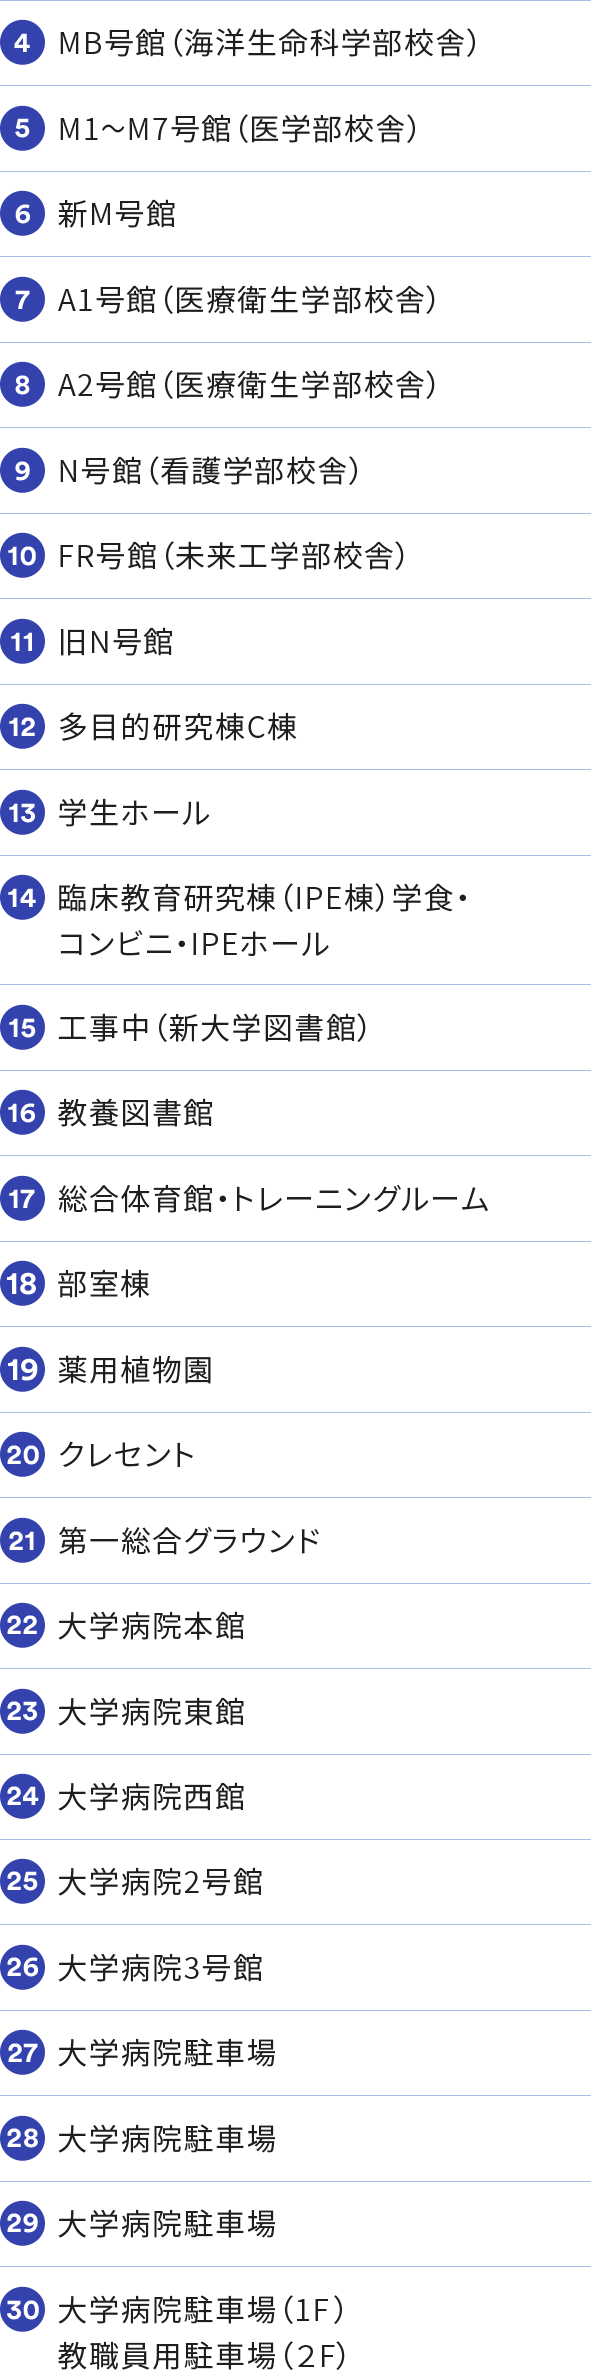 4 MB号館（海洋生命科学部校舎）
5 M1～M7号館（医学部校舎）
6 新M号館
7 A1号館（医療衛生学部校舎）
8 A2号館（医療衛生学部校舎）
9 N号館（看護学部校舎）
10 FR号館（未来工学部校舎）
11 旧N号館
12 多目的研究棟C棟
13 学生ホール
14 臨床教育研究棟（IPE棟）学食・
コンビニ・IPEホール
15 工事中（新大学図書館）
16 教養図書館
17 総合体育館・トレーニングルーム
18 部室棟
19 薬用植物園
20 クレセント
21 第一総合グラウンド
22 大学病院本館
23 大学病院東館
24 大学病院西館
25 大学病院2号館
26 大学病院3号館
27 大学病院駐車場
28 大学病院駐車場
29 大学病院駐車場
30 大学病院駐車場（1F）
教職員用駐車場（２F）